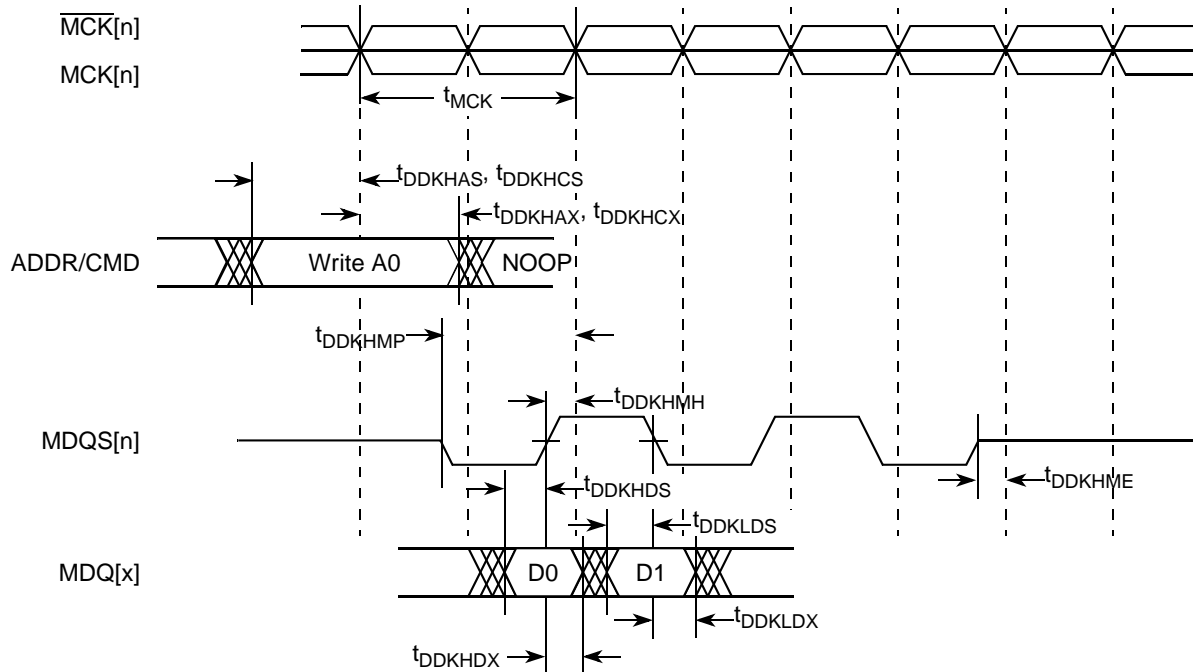 MCK[n]
MCK[n]
tMCK
tDDKHAS, tDDKHCS
tDDKHAX, tDDKHCX
ADDR/CMD Write A0 NOOP
tDDKHMP
tDDKHMH
MDQS[n]
tDDKHME
tDDKHDS
tDDKLDS
MDQ[x] D0 D1
tDDKLDX
tDDKHDX